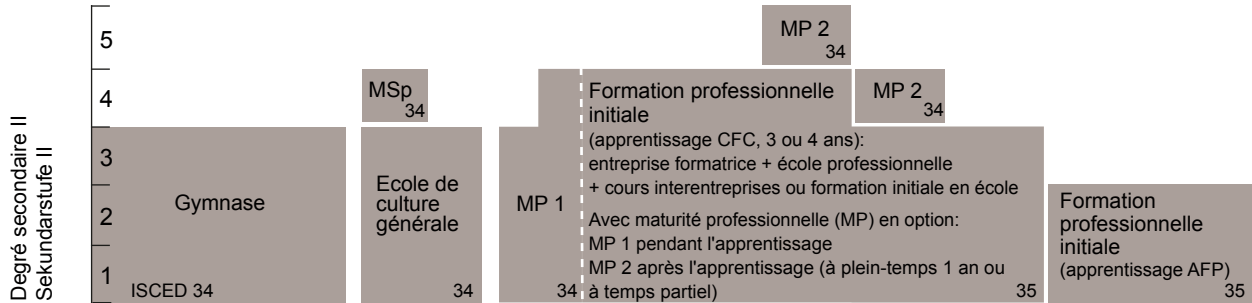 Degré secondaire II
Sekundarstufe II
5
4
3
2
1
Gymnase
ISCED 34
MSp
34
Ecole de
culture
générale
34
MP 1
34
MP 2
34
Formation professionnelle
initiale
(apprentissage CFC, 3 ou 4 ans):
entreprise formatrice + école professionnelle
+ cours interentreprises ou formation initiale en école
Avec maturité professionnelle (MP) en option:
MP 1 pendant l'apprentissage
MP 2 après l'apprentissage (à plein-temps 1 an ou
à temps partiel)
35
MP 2
34
Formation
professionnelle
initiale
(apprentissage AFP)
35